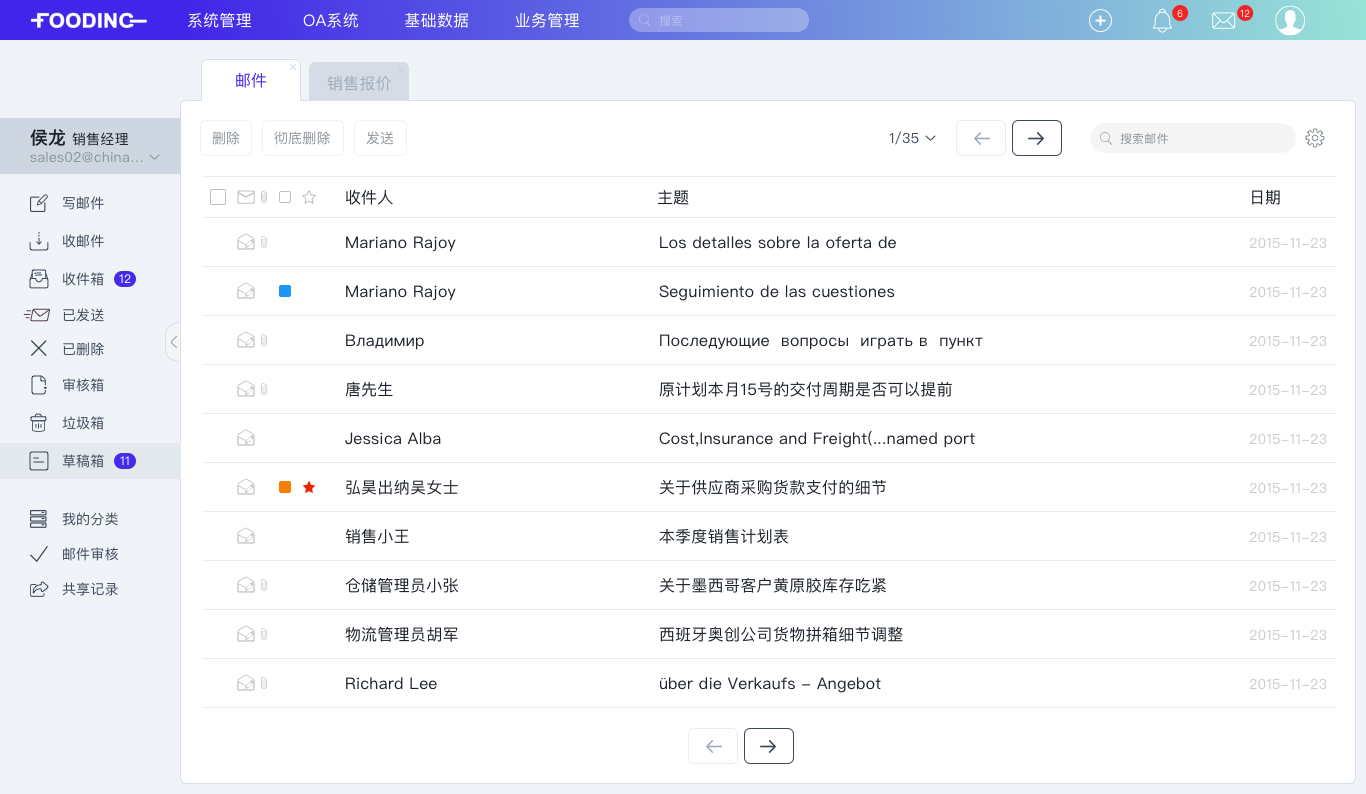 FOODING 系统管理 OA系统 基础数据 业务管理 搜索 6 12
邮件 销售报价
侯龙 销售经理
sales02@china...
删除 彻底删除 发送 1/35 搜索邮件
写邮件
收邮件
收件箱 12
已发送
已删除
审核箱
垃圾箱
草稿箱 11
我的分类
邮件审核
共享记录
收件人 主题 日期
Mariano Rajoy Los detalles sobre la oferta de 2015-11-23
Mariano Rajoy Seguimiento de las cuestiones 2015-11-23
Владимир Последующие вопросы играть в пункт 2015-11-23
唐先生 原计划本月15号的交付周期是否可以提前 2015-11-23
Jessica Alba Cost,Insurance and Freight(...named port 2015-11-23
弘昊出纳吴女士 关于供应商采购货款支付的细节 2015-11-23
销售小王 本季度销售计划表 2015-11-23
仓储管理员小张 关于墨西哥客户黄原胶库存吃紧 2015-11-23
物流管理员胡军 西班牙奥创公司货物拼箱细节调整 2015-11-23
Richard Lee über die Verkaufs - Angebot 2015-11-23